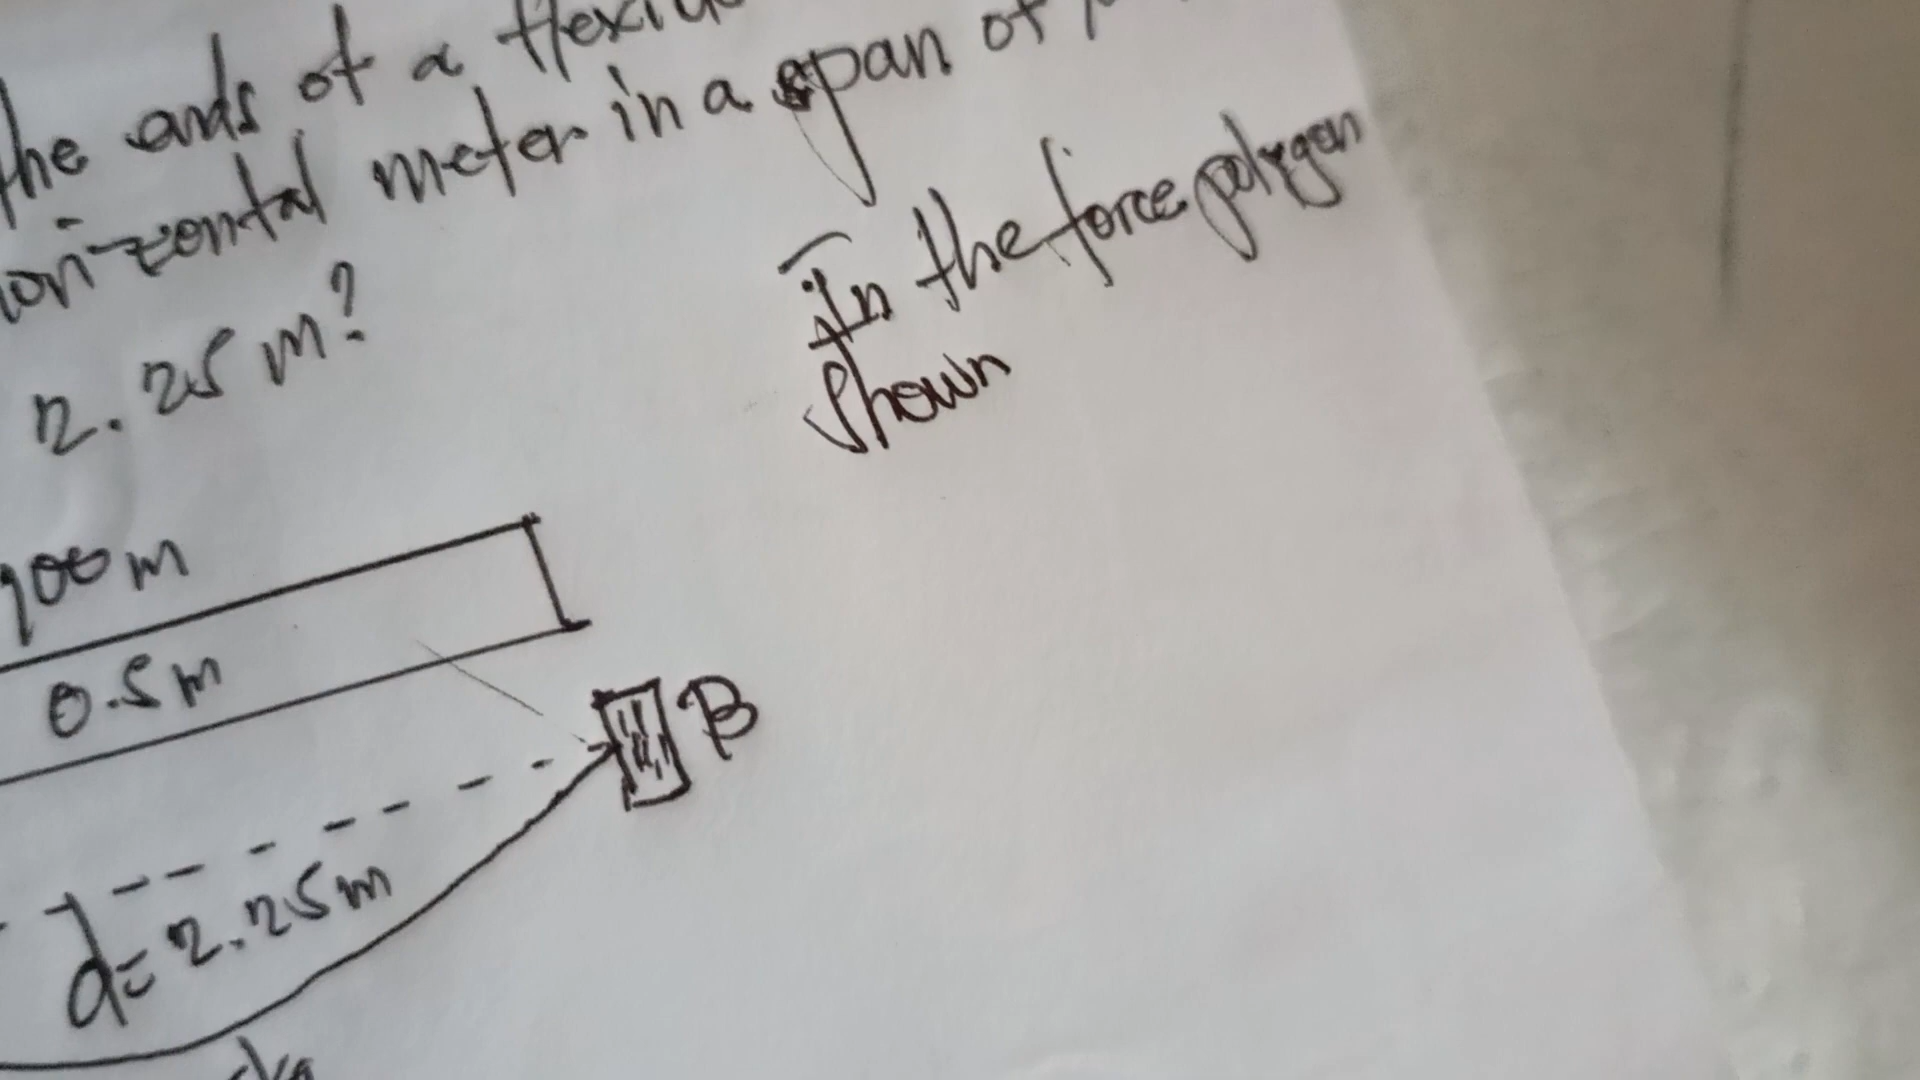 the ends of a
horizontal meter in a span of
2.25 m?
In the force polygon
shown
100 m
0.5 m
B
d= 2.25m